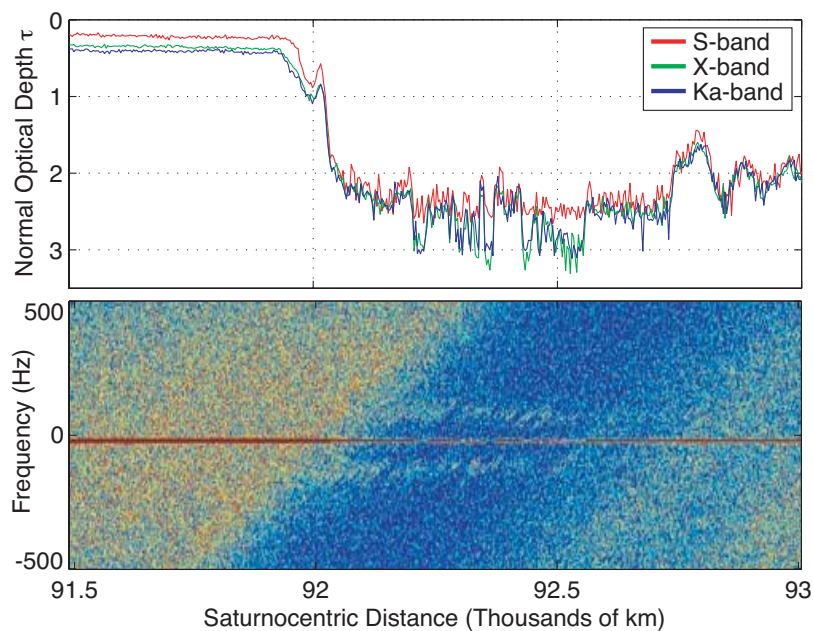 0
1
2
3
Normal Optical Depth τ
S-band
X-band
Ka-band
500
0
-500
Frequency (Hz)
91.5 92 92.5 93
Saturnocentric Distance (Thousands of km)